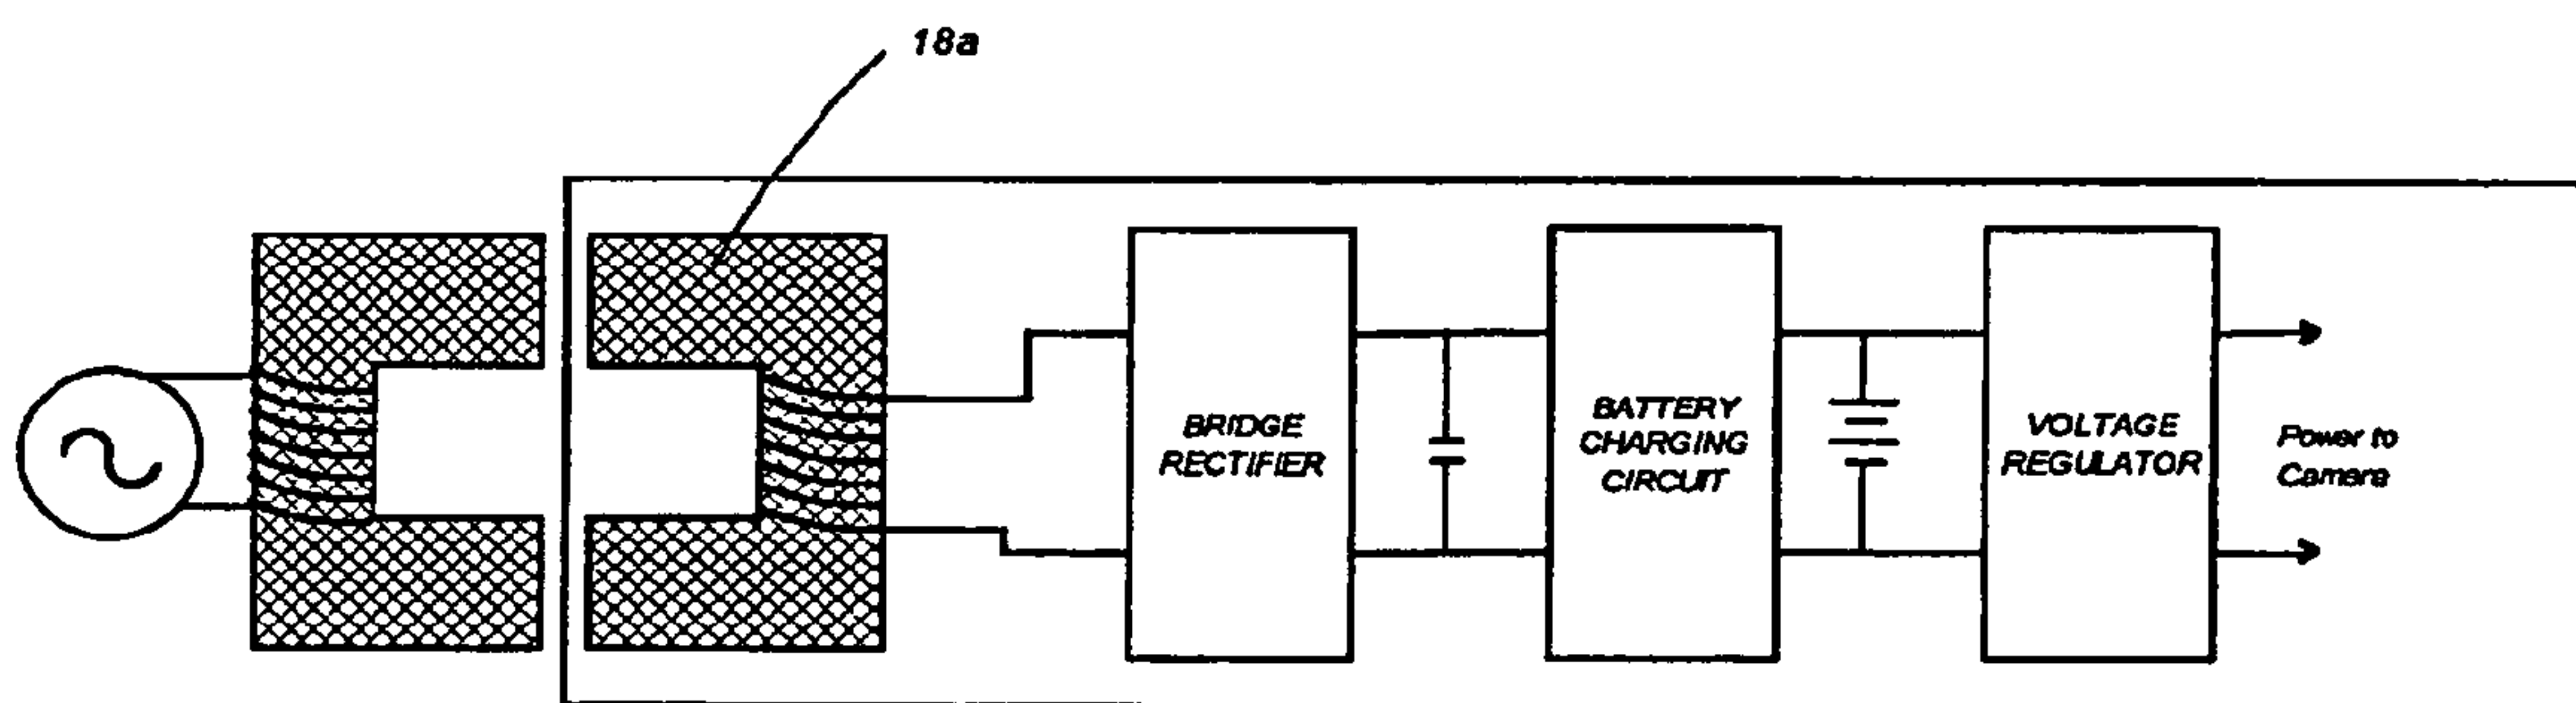 18a
BRIDGE
RECTIFIER
BATTERY
CHARGING
CIRCUIT
VOLTAGE
REGULATOR
Power to
Camera